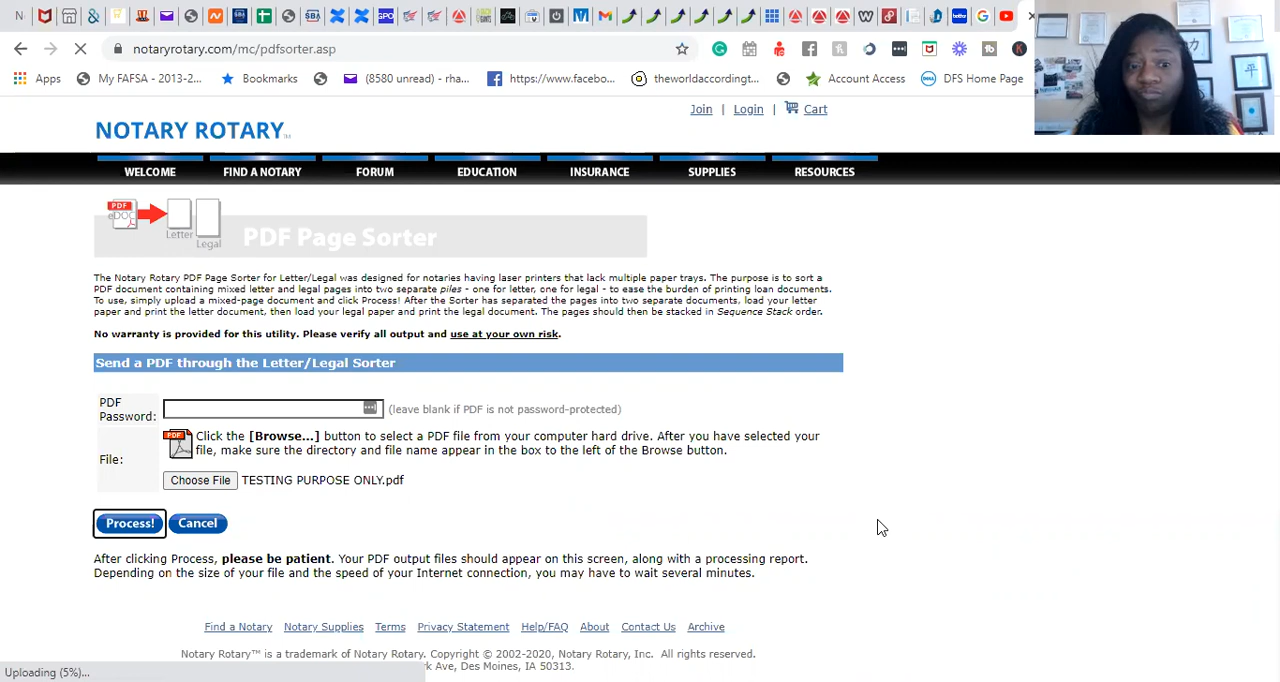 notaryrotary.com/mc/pdfsorter.asp
Apps
My FAFSA - 2013-2...
Bookmarks
(8580 unread) - rha...
https://www.facebo...
theworldaccordingt...
Account Access
DFS Home Page
Join | Login | Cart
NOTARY ROTARY
WELCOME
FIND A NOTARY
FORUM
EDUCATION
INSURANCE
SUPPLIES
RESOURCES
PDF
eDOC
Letter
Legal
PDF Page Sorter
The Notary Rotary PDF Page Sorter for Letter/Legal was designed for notaries having laser printers that lack multiple paper trays. The purpose is to sort a
PDF document containing mixed letter and legal pages into two separate piles - one for letter, one for legal - to ease the burden of printing loan documents.
To use, simply upload a mixed-page document and click Process! After the Sorter has separated the pages into two separate documents, load your letter
paper and print the letter document, then load your legal paper and print the legal document. The pages should then be stacked in Sequence Stack order.
No warranty is provided for this utility. Please verify all output and use at your own risk.
Send a PDF through the Letter/Legal Sorter
PDF
Password:
(leave blank if PDF is not password-protected)
File:
PDF
Click the [Browse...] button to select a PDF file from your computer hard drive. After you have selected your
file, make sure the directory and file name appear in the box to the left of the Browse button.
Choose File TESTING PURPOSE ONLY.pdf
Process! Cancel
After clicking Process, please be patient. Your PDF output files should appear on this screen, along with a processing report.
Depending on the size of your file and the speed of your Internet connection, you may have to wait several minutes.
Find a Notary Notary Supplies Terms Privacy Statement Help/FAQ About Contact Us Archive
Notary Rotary™ is a trademark of Notary Rotary. Copyright © 2002-2020, Notary Rotary, Inc. All rights reserved.
Uploading (5%)...
rk Ave, Des Moines, IA 50313.